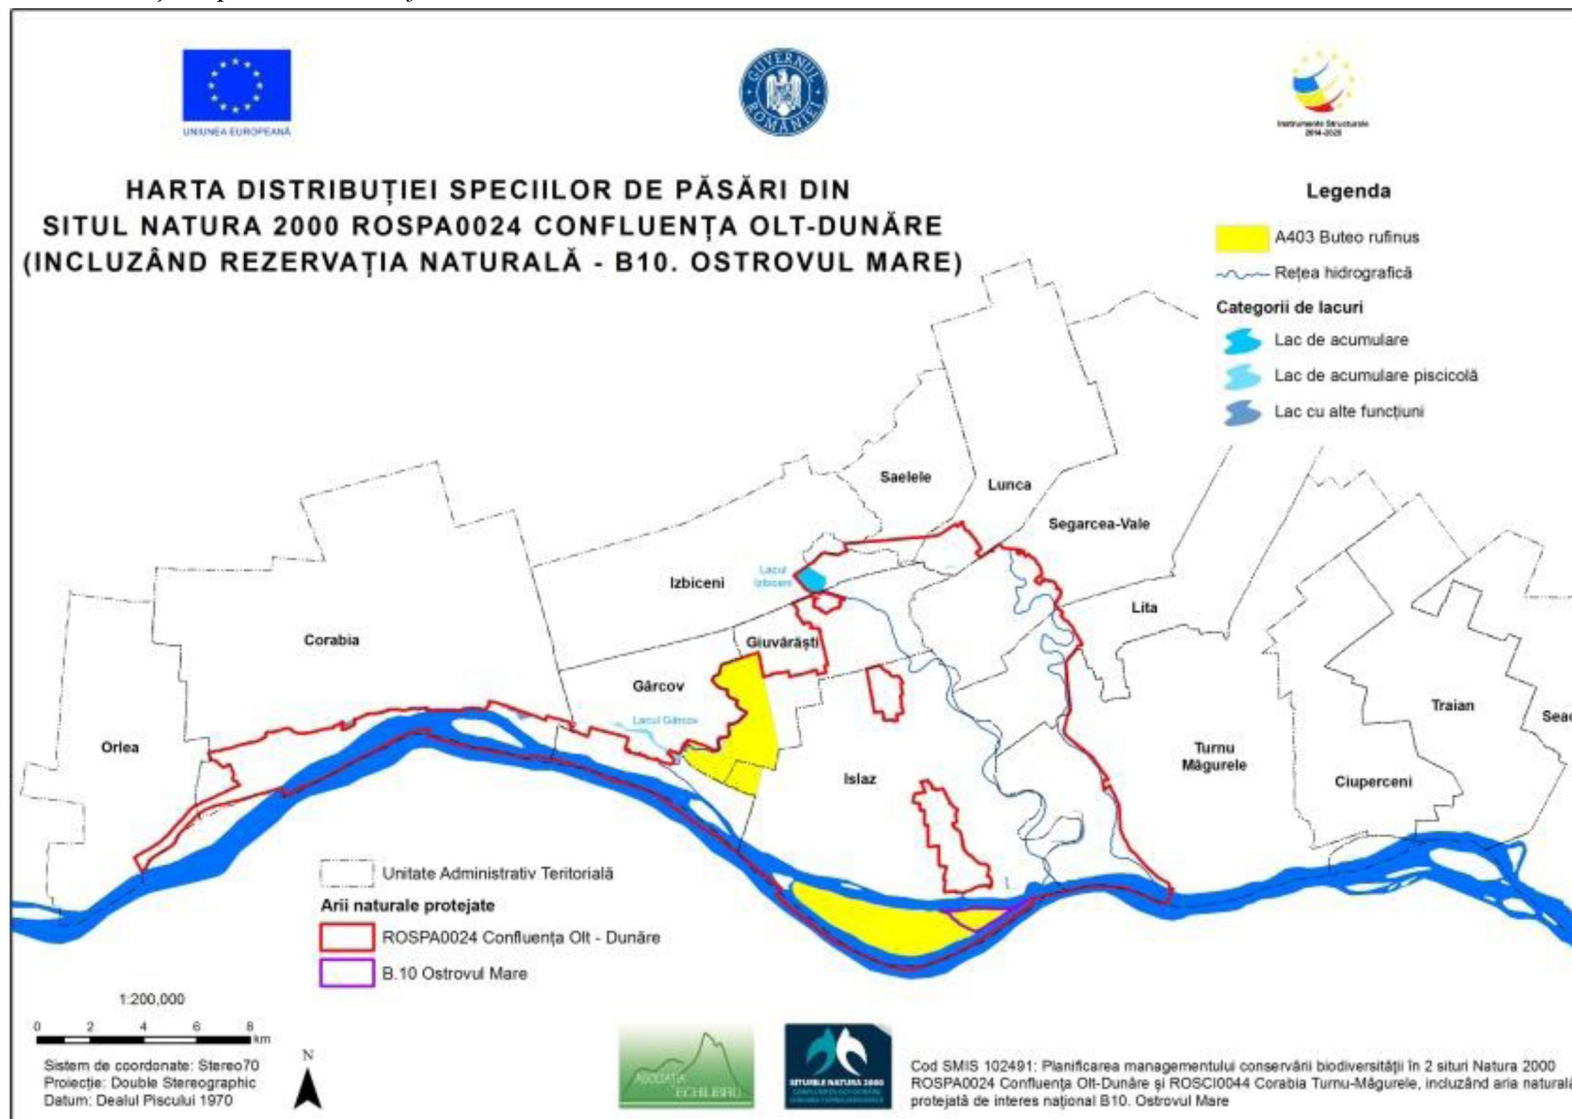 UNIUNEA EUROPEANĂ
GUVERNUL ROMÂNIEI
Instrumente Structurale
2014-2020
HARTA DISTRIBUȚIEI SPECIILOR DE PĂSĂRI DIN
SITUL NATURA 2000 ROSPA0024 CONFLUENȚA OLT-DUNĂRE
(INCLUZÂND REZERVAȚIA NATURALĂ - B10. OSTROVUL MARE)
Legenda
A403 Buteo rufinus
Rețea hidrografică
Categorii de lacuri
Lac de acumulare
Lac de acumulare piscicolă
Lac cu alte funcțiuni
Saelele
Lunca
Segarcea-Vale
Lacul
Izbiceni
Izbiceni
Lita
Corabia
Giuvărăști
Gârcov
Lacul Gârcov
Traian
Orlea
Turnu
Măgurele
Islaz
Ciuperceni
Unitate Administrativ Teritorială
Arii naturale protejate
ROSPA0024 Confluența Olt - Dunăre
B.10 Ostrovul Mare
1:200,000
0 2 4 6 8
km
N
Sistem de coordonate: Stereo70
Proiecție: Double Stereographic
Datum: Dealul Piscului 1970
ASOCIAȚIA
ECHILIBRU
SITURILE NATURA 2000
Cod SMIS 102491: Planificarea managementului conservării biodiversității în 2 situri Natura 2000
ROSPA0024 Confluența Olt-Dunăre și ROSCI0044 Corabia Turnu-Măgurele, incluzând aria naturală
protejată de interes național B10. Ostrovul Mare